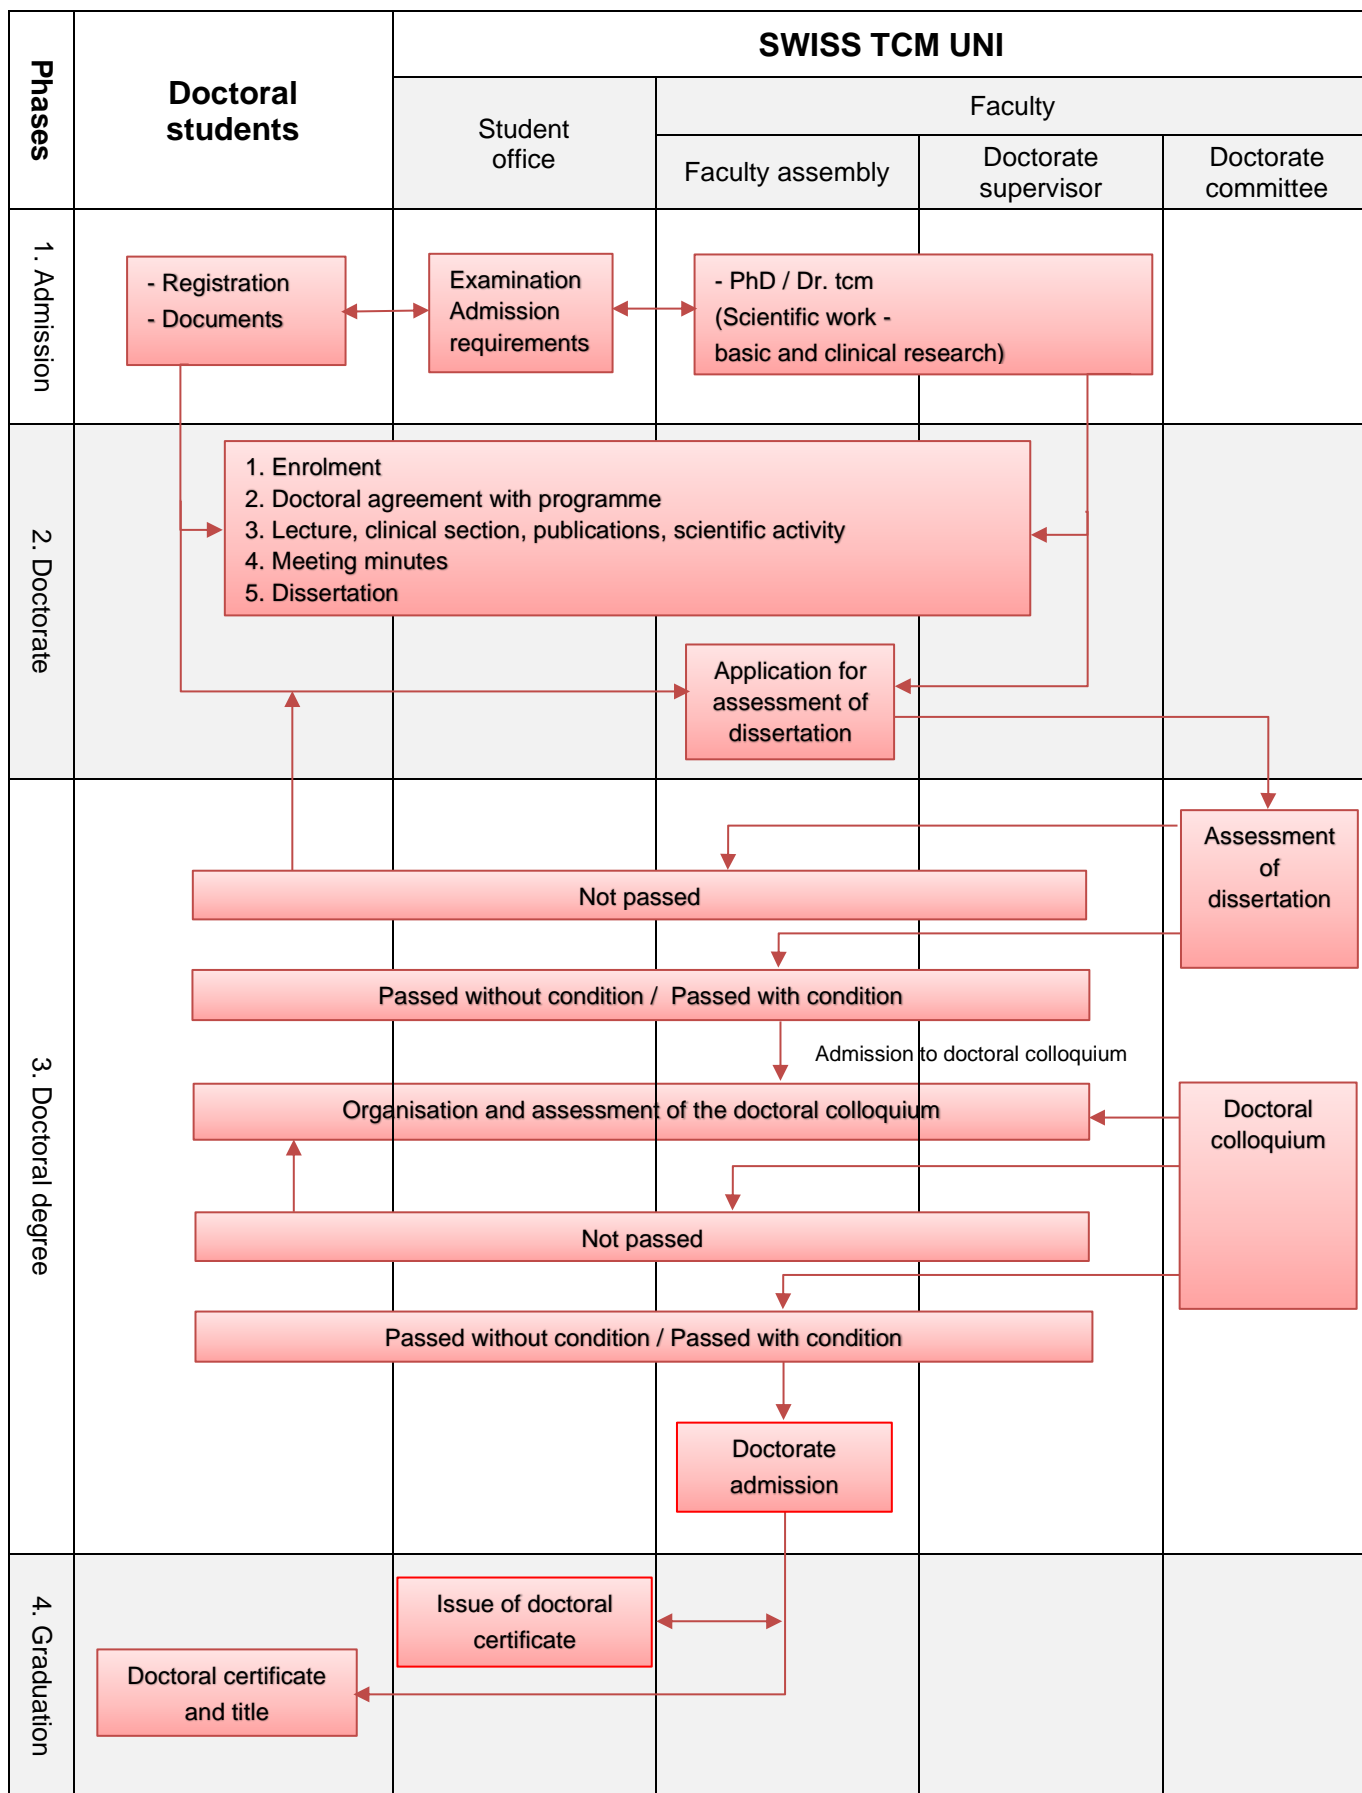 Phases
Doctoral
students
SWISS TCM UNI
Student
office
Faculty
Faculty assembly
Doctorate
supervisor
Doctorate
committee
1. Admission
- Registration
- Documents
Examination
Admission
requirements
- PhD / Dr. tcm
(Scientific work -
basic and clinical research)
2. Doctorate
1. Enrolment
2. Doctoral agreement with programme
3. Lecture, clinical section, publications, scientific activity
4. Meeting minutes
5. Dissertation
Application for
assessment of
dissertation
3. Doctoral degree
Assessment
of
dissertation
Not passed
Passed without condition / Passed with condition
Admission to doctoral colloquium
Organisation and assessment of the doctoral colloquium
Doctoral
colloquium
Not passed
Passed without condition / Passed with condition
Doctorate
admission
4. Graduation
Issue of doctoral
certificate
Doctoral certificate
and title